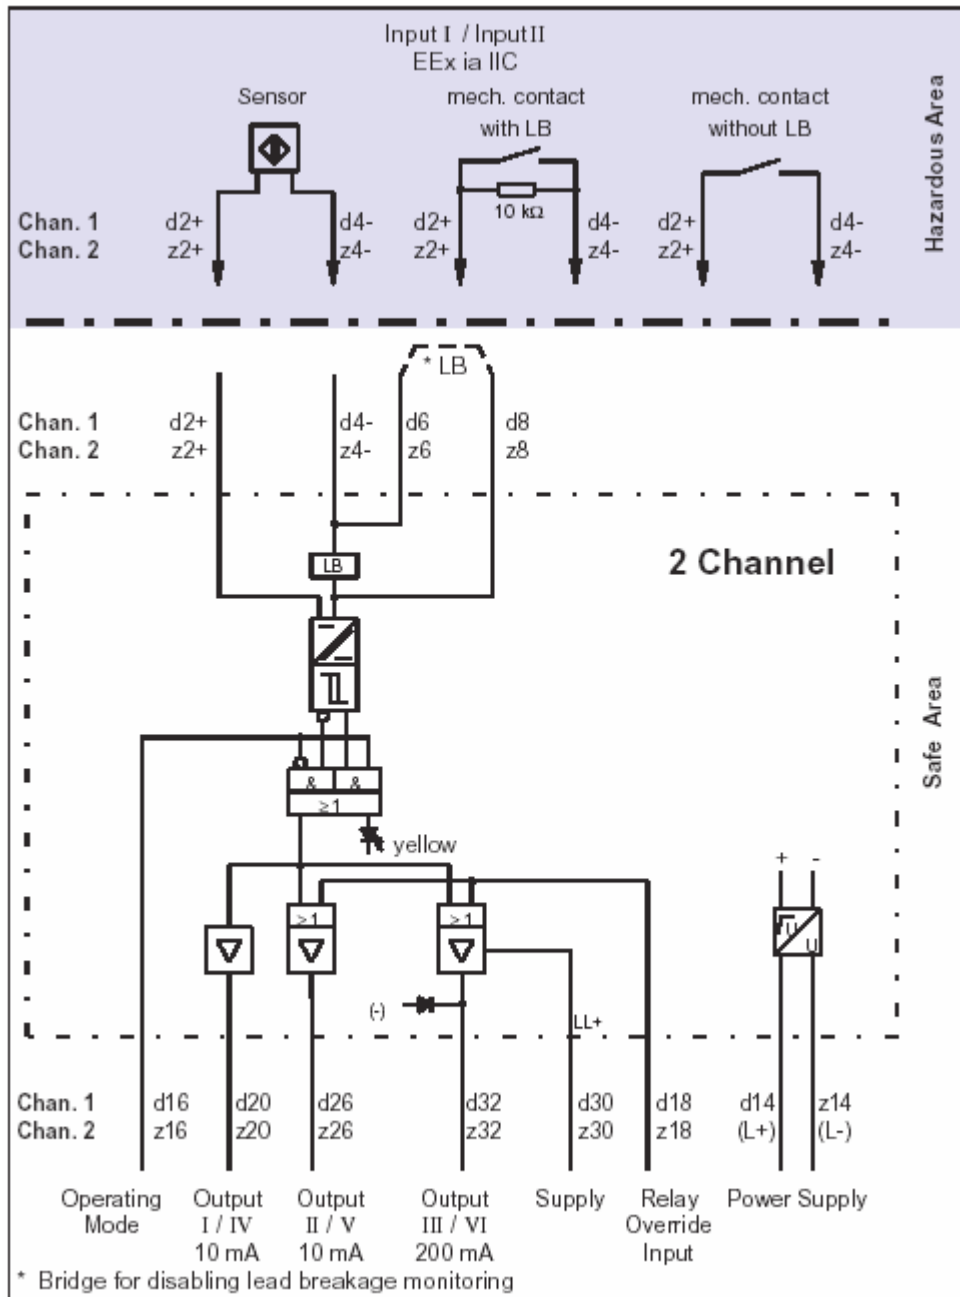 Input I / Input II
EEx ia IIC
Sensor
mech. contact
with LB
mech. contact
without LB
Hazardous Area
10 kΩ
Chan. 1 d2+ d4- d2+ d4- d2+ d4-
Chan. 2 z2+ z4- z2+ z4- z2+ z4-
* LB
Chan. 1 d2+ d4- d6 d8
Chan. 2 z2+ z4- z6 z8
LB
2 Channel
Safe Area
& &
≥1
yellow
+ -
≥1 ≥1
U
U
(-)
LL+
Chan. 1 d16 d20 d26 d32 d30 d18 d14 z14
Chan. 2 z16 z20 z26 z32 z30 z18 (L+) (L-)
Operating Mode
Output I / IV 10 mA
Output II / V 10 mA
Output III / VI 200 mA
Supply
Relay Override Input
Power Supply
* Bridge for disabling lead breakage monitoring